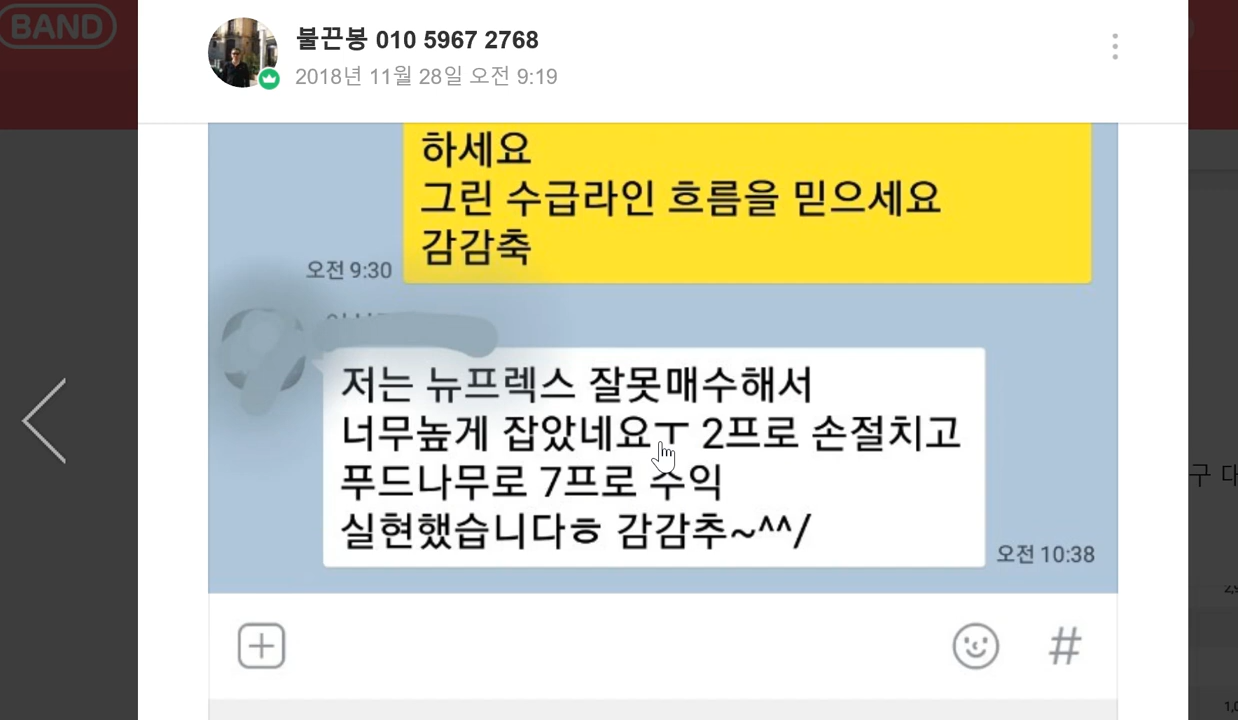 BAND
불끈봉 010 5967 2768
2018년 11월 28일 오전 9:19
하세요
그린 수급라인 흐름을 믿으세요
감감축
오전 9:30
저는 뉴프렉스 잘못매수해서
너무높게 잡았네요ㅜ 2프로 손절치고
푸드나무로 7프로 수익
실현했습니다ㅎ 감감추~^^/
오전 10:38
구 대